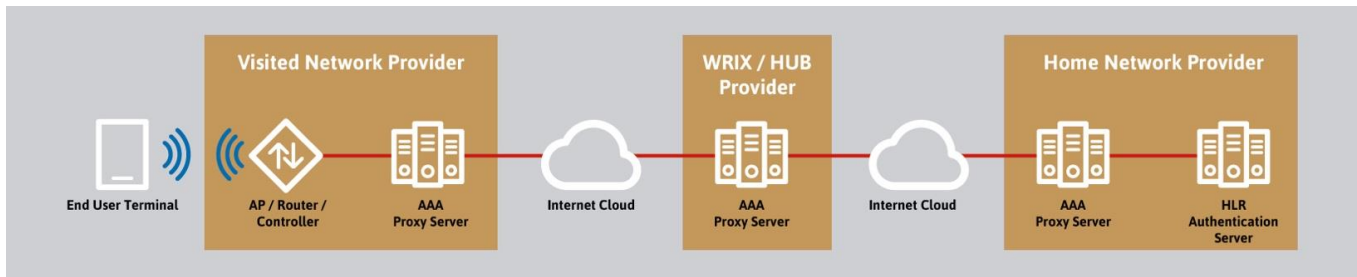 Visited Network Provider
WRIX / HUB
Provider
Home Network Provider
End User Terminal
AP / Router /
Controller
AAA
Proxy Server
Internet Cloud
AAA
Proxy Server
Internet Cloud
AAA
Proxy Server
HLR
Authentication
Server